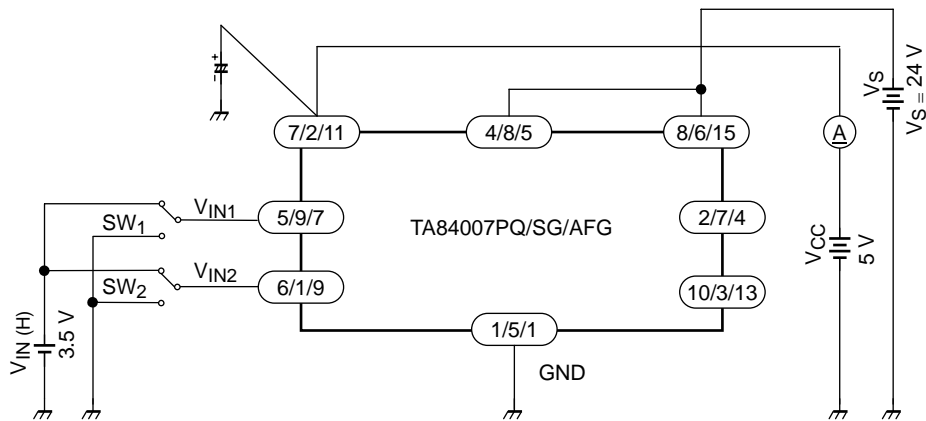 +
−
7/2/11
4/8/5
8/6/15
A
VS
VS = 24 V
5/9/7
VIN1
SW1
TA84007PQ/SG/AFG
2/7/4
VCC
5 V
6/1/9
VIN2
SW2
10/3/13
VIN (H)
3.5 V
1/5/1
GND